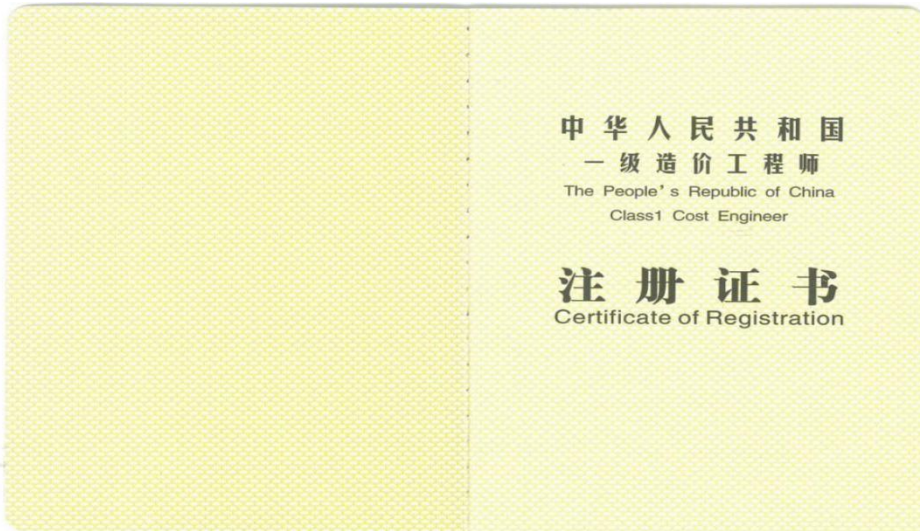 中华人民共和国
一级造价工程师
The People's Republic of China
Class1 Cost Engineer
注册证书
Certificate of Registration